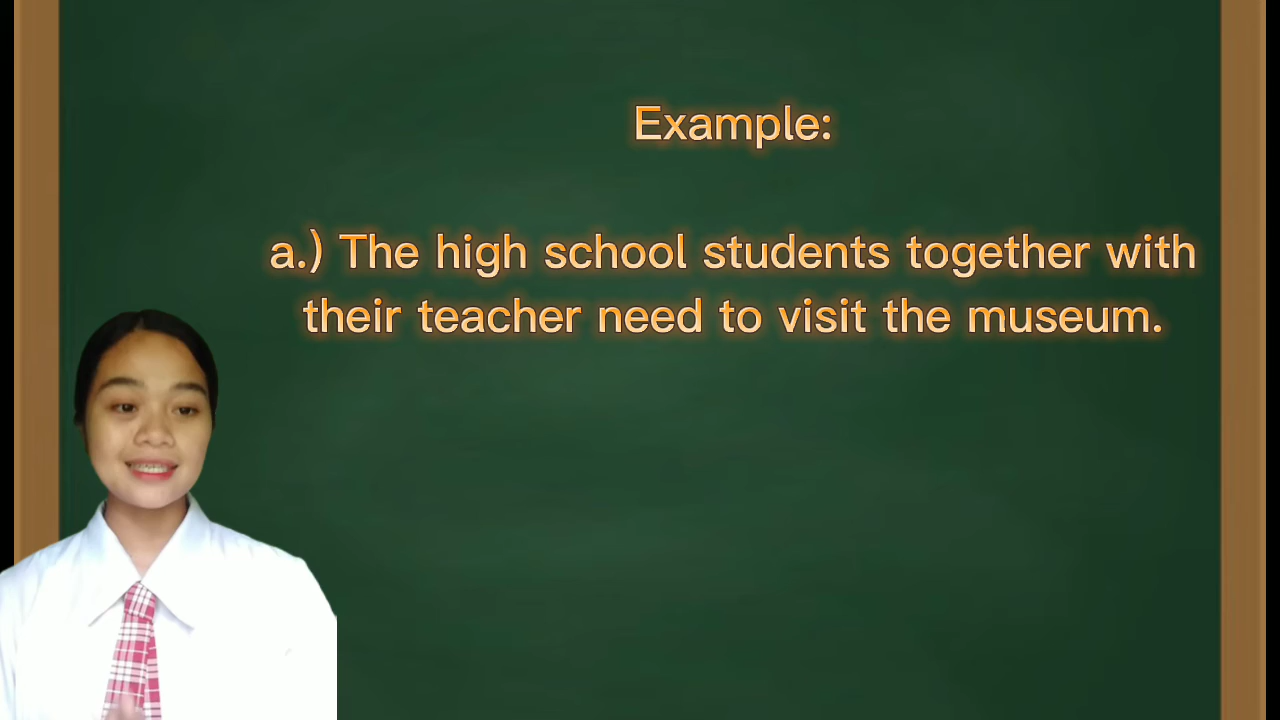 Example:
a.) The high school students together with
their teacher need to visit the museum.